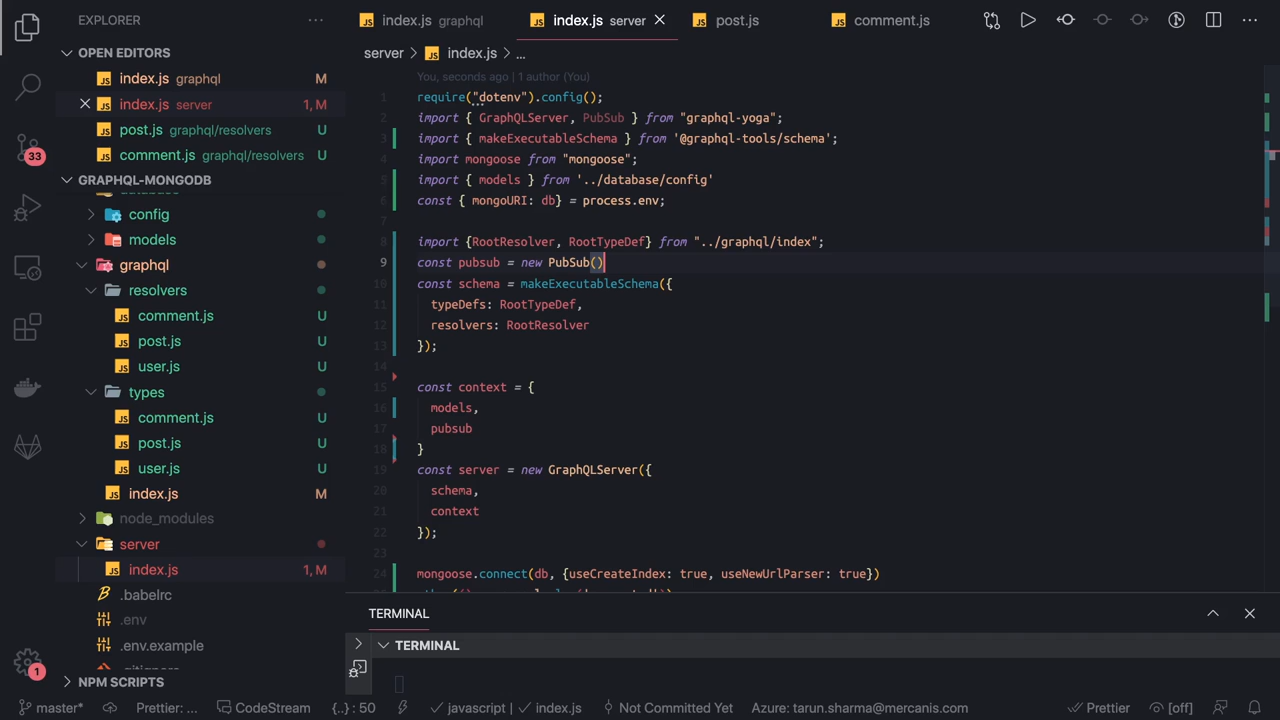 EXPLORER
OPEN EDITORS
index.js graphql M
index.js server 1, M
post.js graphql/resolvers U
comment.js graphql/resolvers U
GRAPHQL-MONGODB
config
models
graphql
resolvers
comment.js U
post.js U
user.js U
types
comment.js U
post.js U
user.js U
index.js M
node_modules
server
index.js 1, M
.babelrc
.env
.env.example
.gitignore
NPM SCRIPTS
33
1
index.js graphql
index.js server
post.js
comment.js
server > index.js > ...
You, seconds ago | 1 author (You)
1 require("dotenv").config();
2 import { GraphQLServer, PubSub } from "graphql-yoga";
3 import { makeExecutableSchema } from '@graphql-tools/schema';
4 import mongoose from "mongoose";
5 import { models } from '../database/config'
6 const { mongoURI: db} = process.env;
7
8 import {RootResolver, RootTypeDef} from "../graphql/index";
9 const pubsub = new PubSub()
10 const schema = makeExecutableSchema({
11 typeDefs: RootTypeDef,
12 resolvers: RootResolver
13 });
14
15 const context = {
16 models,
17 pubsub
18 }
19 const server = new GraphQLServer({
20 schema,
21 context
22 });
23
24 mongoose.connect(db, {useCreateIndex: true, useNewUrlParser: true})
TERMINAL
TERMINAL
master* Prettier: ... CodeStream {..} : 50 javascript | index.js Not Committed Yet Azure: tarun.sharma@mercanis.com Prettier [off]